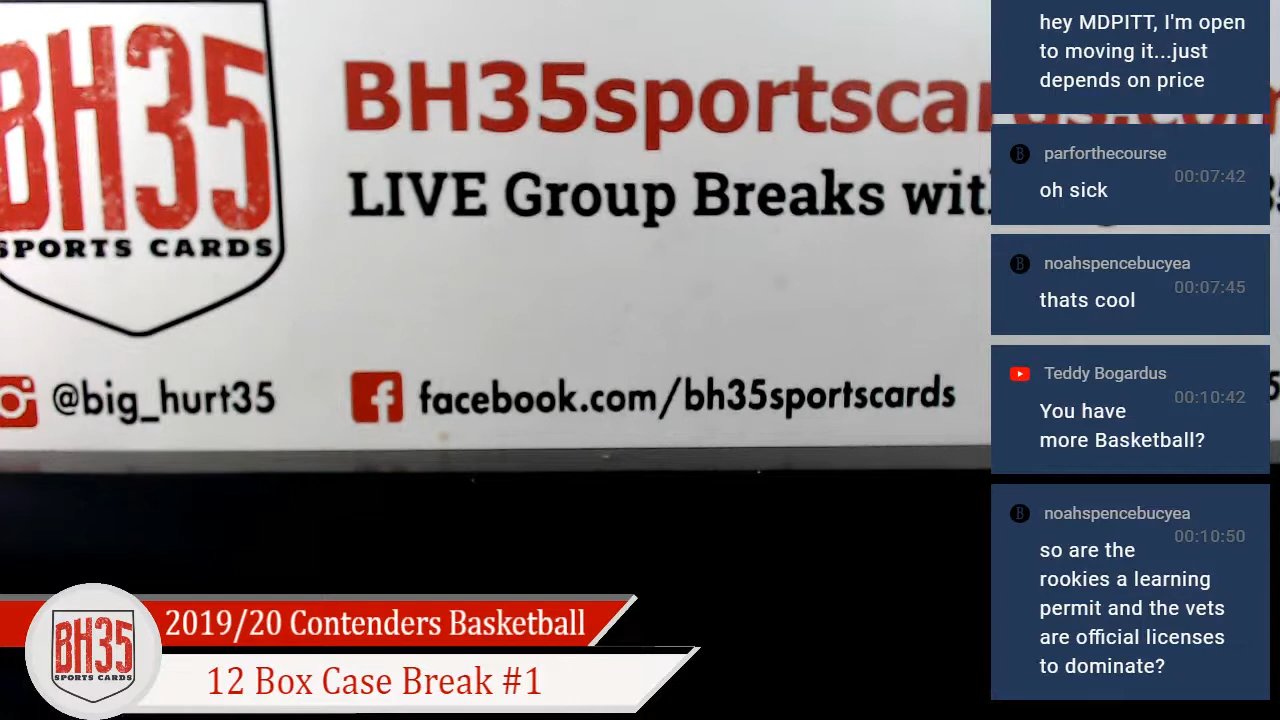 BH35
SPORTS CARDS
BH35sportscards.com
LIVE Group Breaks with
@big_hurt35
facebook.com/bh35sportscards
hey MDPITT, I'm open
to moving it...just
depends on price
parforthecourse
00:07:42
oh sick
noahspencebucyea
00:07:45
thats cool
Teddy Bogardus
00:10:42
You have
more Basketball?
noahspencebucyea
00:10:50
so are the
rookies a learning
permit and the vets
are official licenses
to dominate?
BH35
SPORTS CARDS
2019/20 Contenders Basketball
12 Box Case Break #1